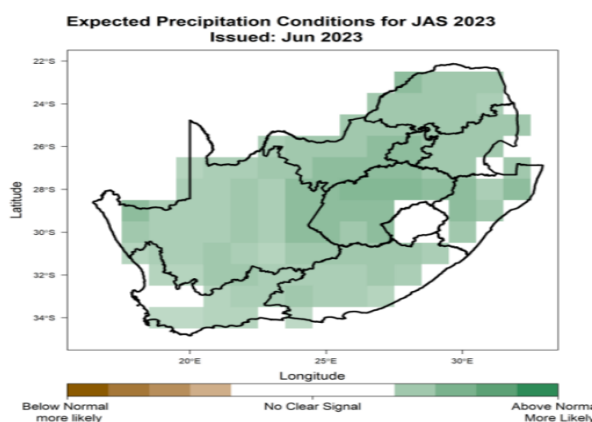 Expected Precipitation Conditions for JAS 2023
Issued: Jun 2023
22°S
24°S
26°S
28°S
30°S
32°S
34°S
Latitude
20°E
25°E
30°E
Longitude
Below Normal
more likely
No Clear Signal
Above Norma
More Likely